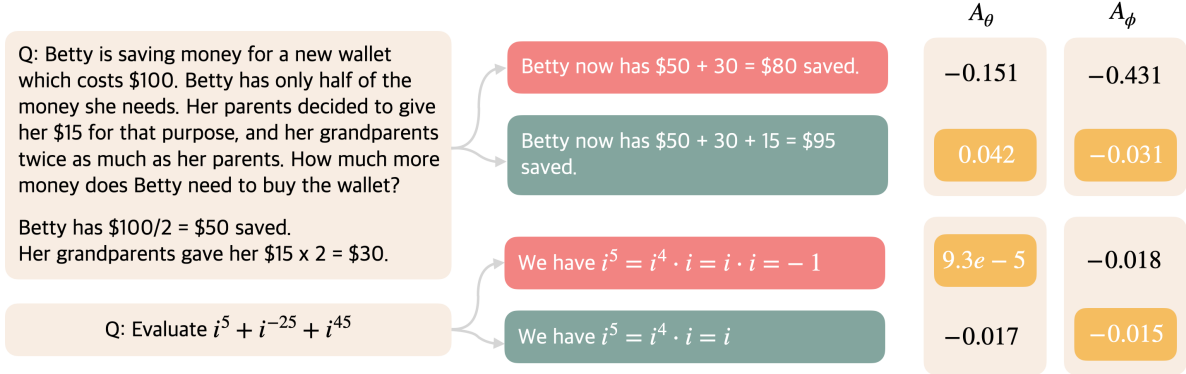 A_θ
A_ϕ
Q: Betty is saving money for a new wallet
which costs $100. Betty has only half of the
money she needs. Her parents decided to give
her $15 for that purpose, and her grandparents
twice as much as her parents. How much more
money does Betty need to buy the wallet?
Betty has $100/2 = $50 saved.
Her grandparents gave her $15 x 2 = $30.
Betty now has $50 + 30 = $80 saved.
−0.151
−0.431
Betty now has $50 + 30 + 15 = $95
saved.
0.042
−0.031
Q: Evaluate i^5 + i^{−25} + i^{45}
We have i^5 = i^4 · i = i · i = − 1
9.3e − 5
−0.018
We have i^5 = i^4 · i = i
−0.017
−0.015